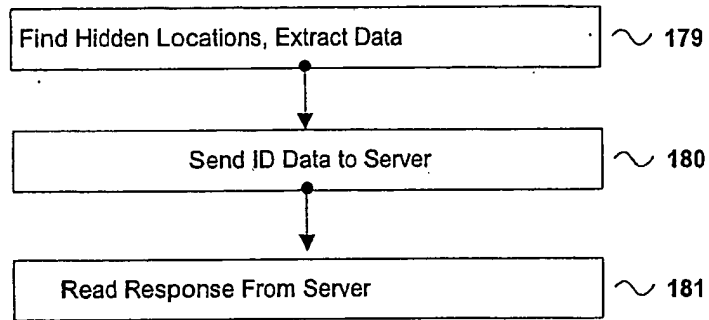 Find Hidden Locations, Extract Data 179
Send ID Data to Server 180
Read Response From Server 181